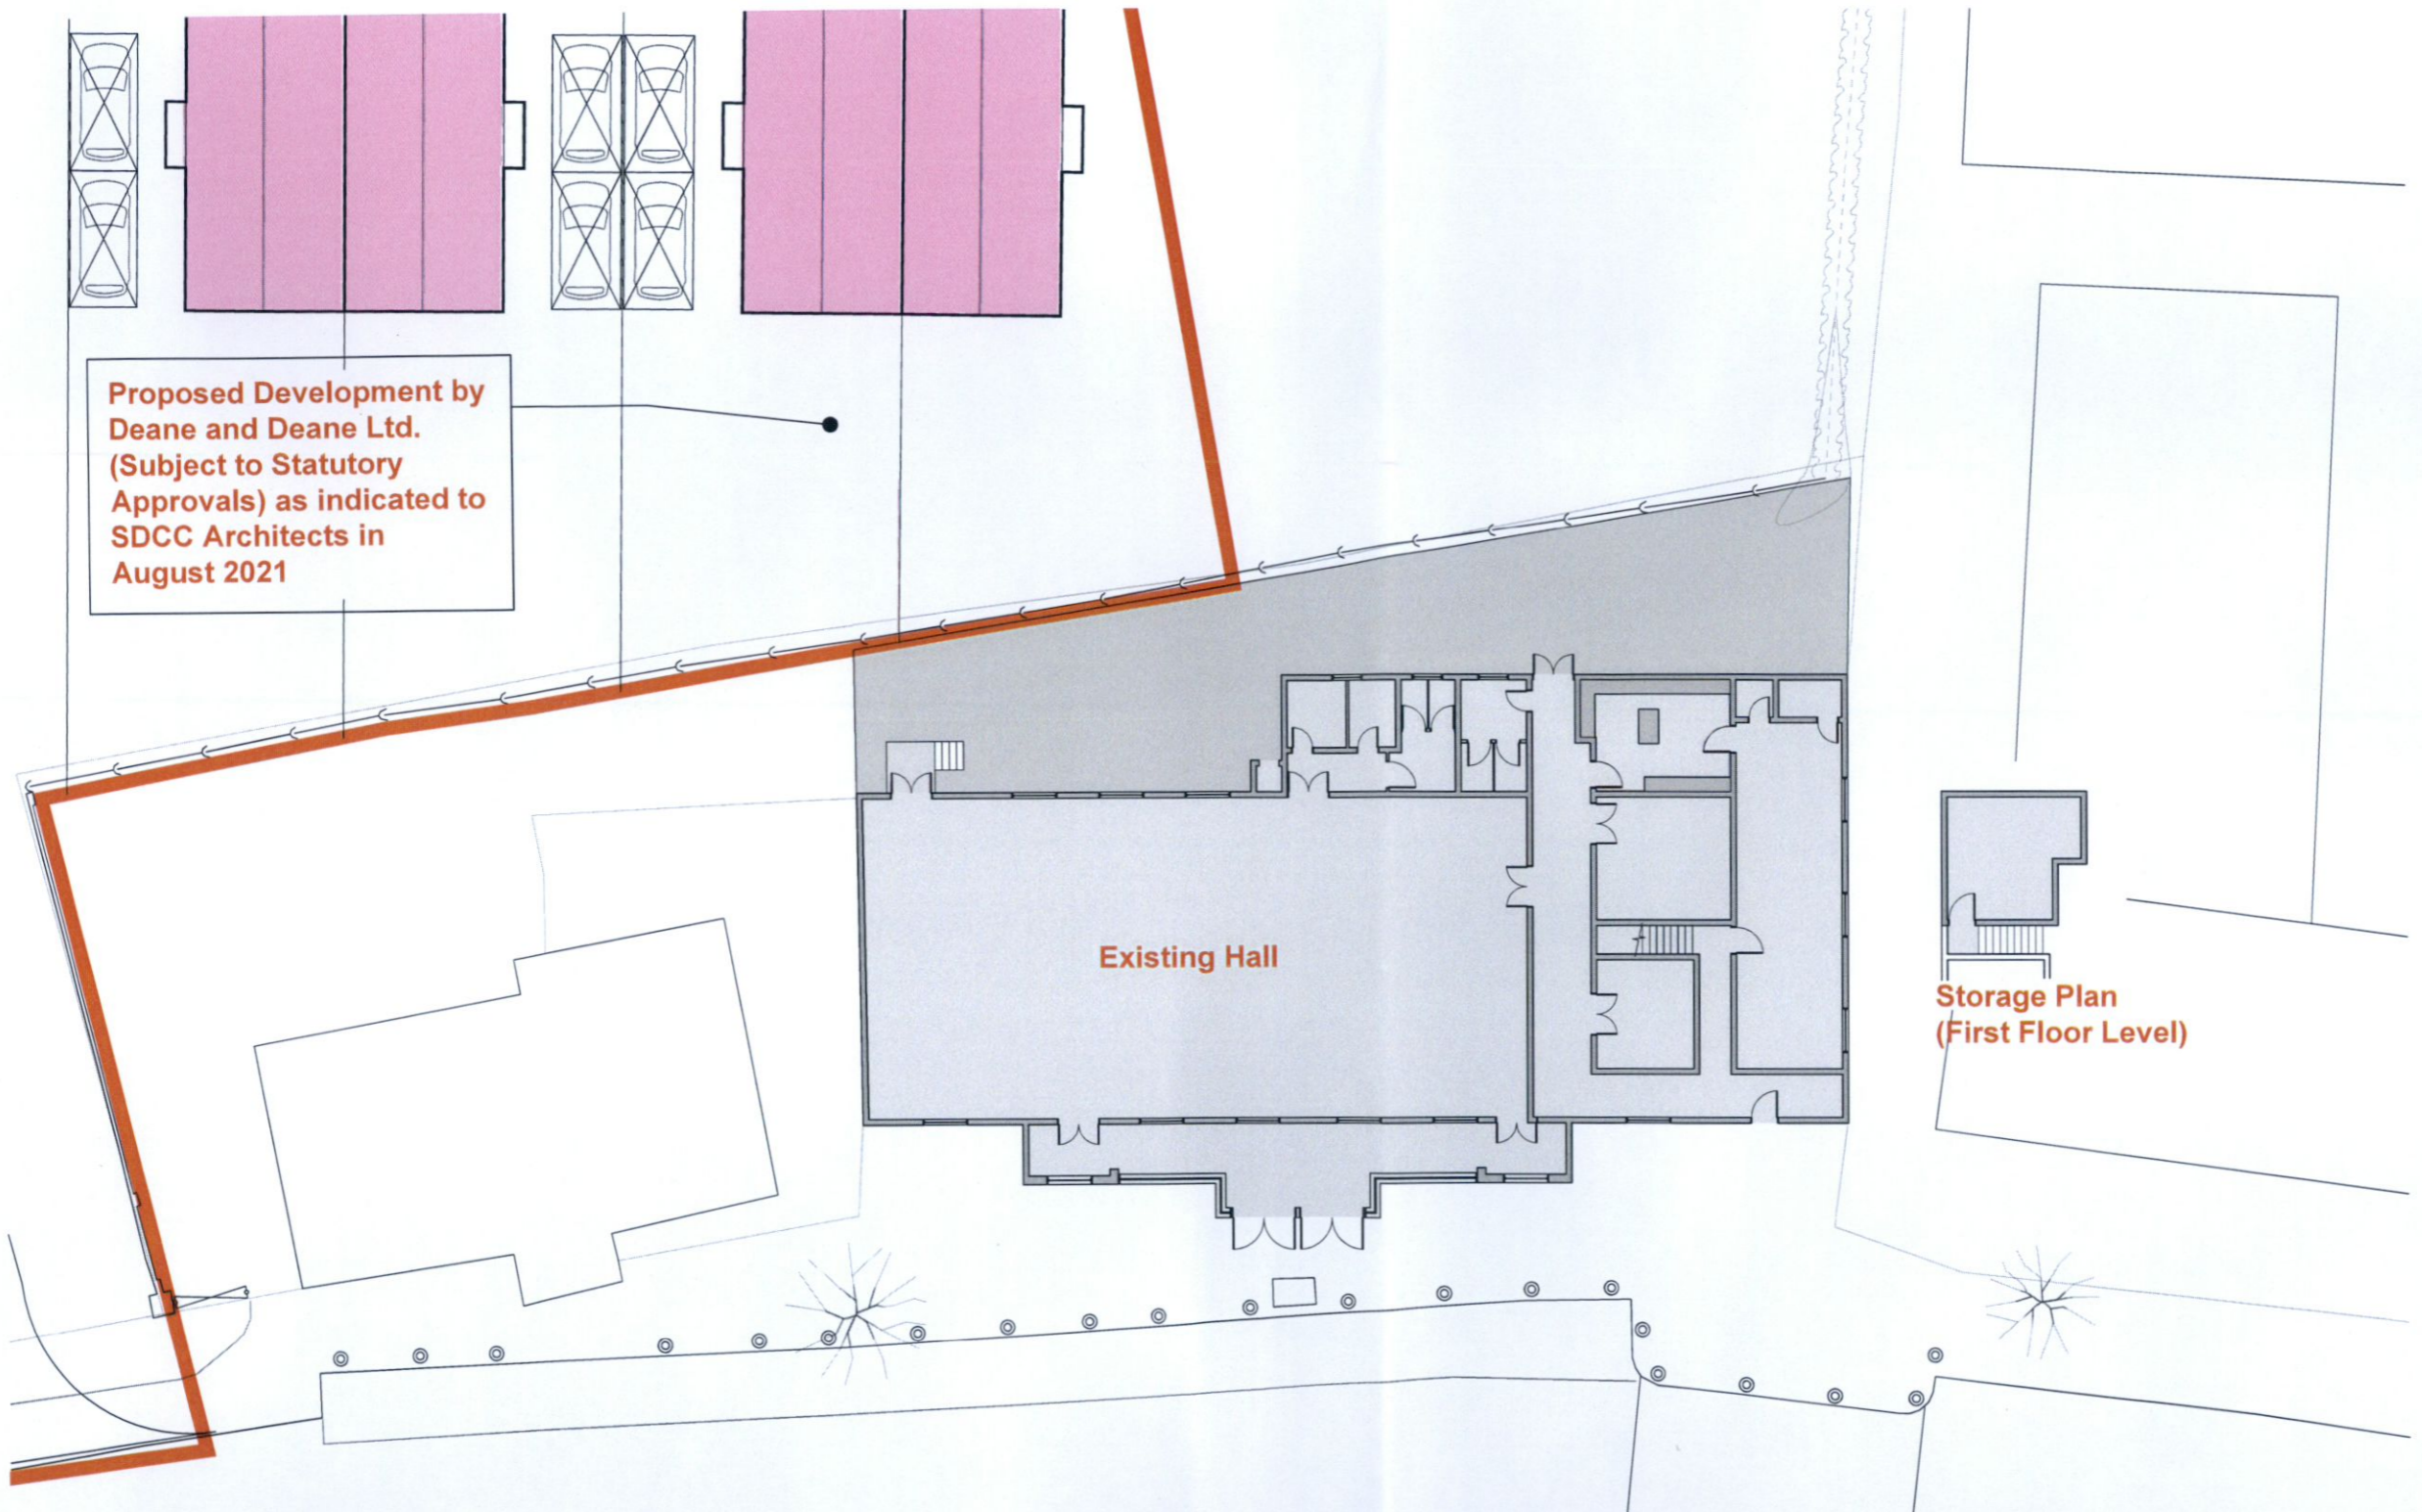 Proposed Development by
Deane and Deane Ltd.
(Subject to Statutory
Approvals) as indicated to
SDCC Architects in
August 2021
Existing Hall
Storage Plan
(First Floor Level)